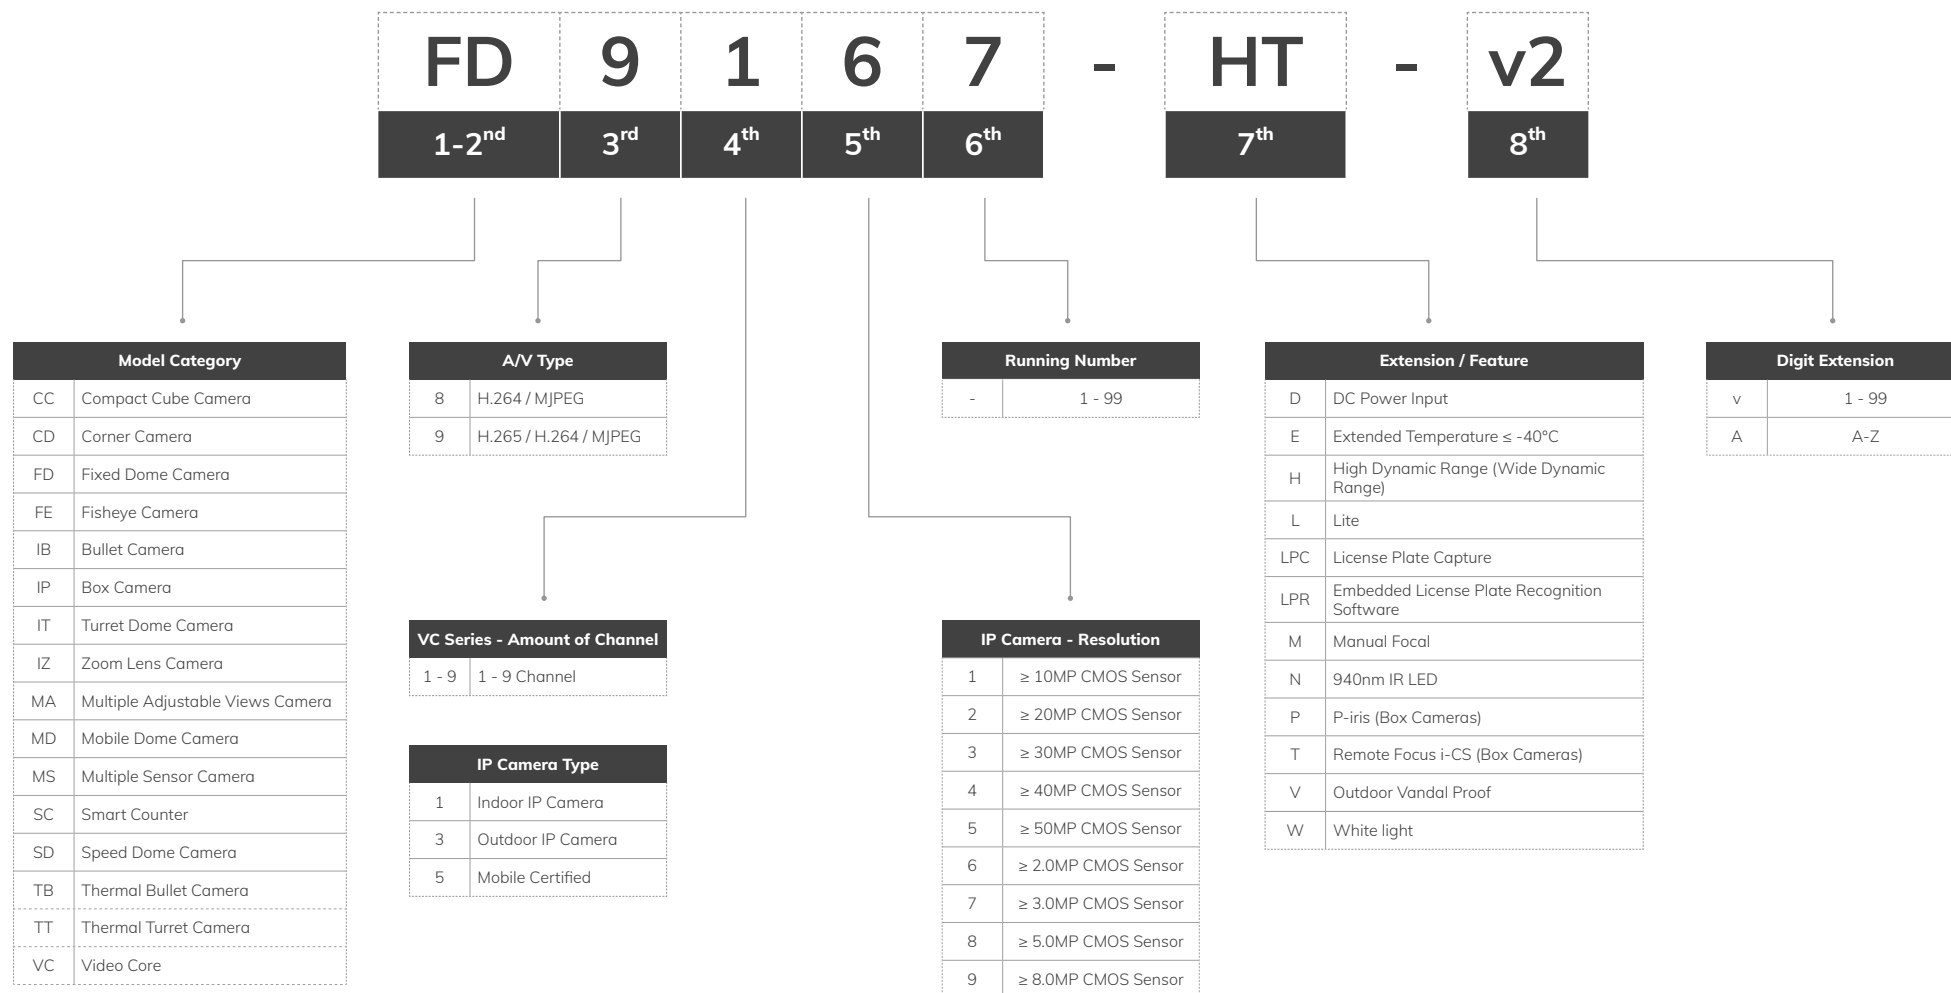 FD 9 1 6 7 - HT - v2
1-2nd 3rd 4th 5th 6th 7th 8th
Model Category
CC Compact Cube Camera
CD Corner Camera
FD Fixed Dome Camera
FE Fisheye Camera
IB Bullet Camera
IP Box Camera
IT Turret Dome Camera
IZ Zoom Lens Camera
MA Multiple Adjustable Views Camera
MD Mobile Dome Camera
MS Multiple Sensor Camera
SC Smart Counter
SD Speed Dome Camera
TB Thermal Bullet Camera
TT Thermal Turret Camera
VC Video Core
A/V Type
8 H.264 / MJPEG
9 H.265 / H.264 / MJPEG
VC Series - Amount of Channel
1 - 9 1 - 9 Channel
IP Camera Type
1 Indoor IP Camera
3 Outdoor IP Camera
5 Mobile Certified
Running Number
- 1 - 99
IP Camera - Resolution
1 ≥ 10MP CMOS Sensor
2 ≥ 20MP CMOS Sensor
3 ≥ 30MP CMOS Sensor
4 ≥ 40MP CMOS Sensor
5 ≥ 50MP CMOS Sensor
6 ≥ 2.0MP CMOS Sensor
7 ≥ 3.0MP CMOS Sensor
8 ≥ 5.0MP CMOS Sensor
9 ≥ 8.0MP CMOS Sensor
Extension / Feature
D DC Power Input
E Extended Temperature ≤ -40°C
H High Dynamic Range (Wide Dynamic
Range)
L Lite
LPC License Plate Capture
LPR Embedded License Plate Recognition
Software
M Manual Focal
N 940nm IR LED
P P-iris (Box Cameras)
T Remote Focus i-CS (Box Cameras)
V Outdoor Vandal Proof
W White light
Digit Extension
v 1 - 99
A A-Z